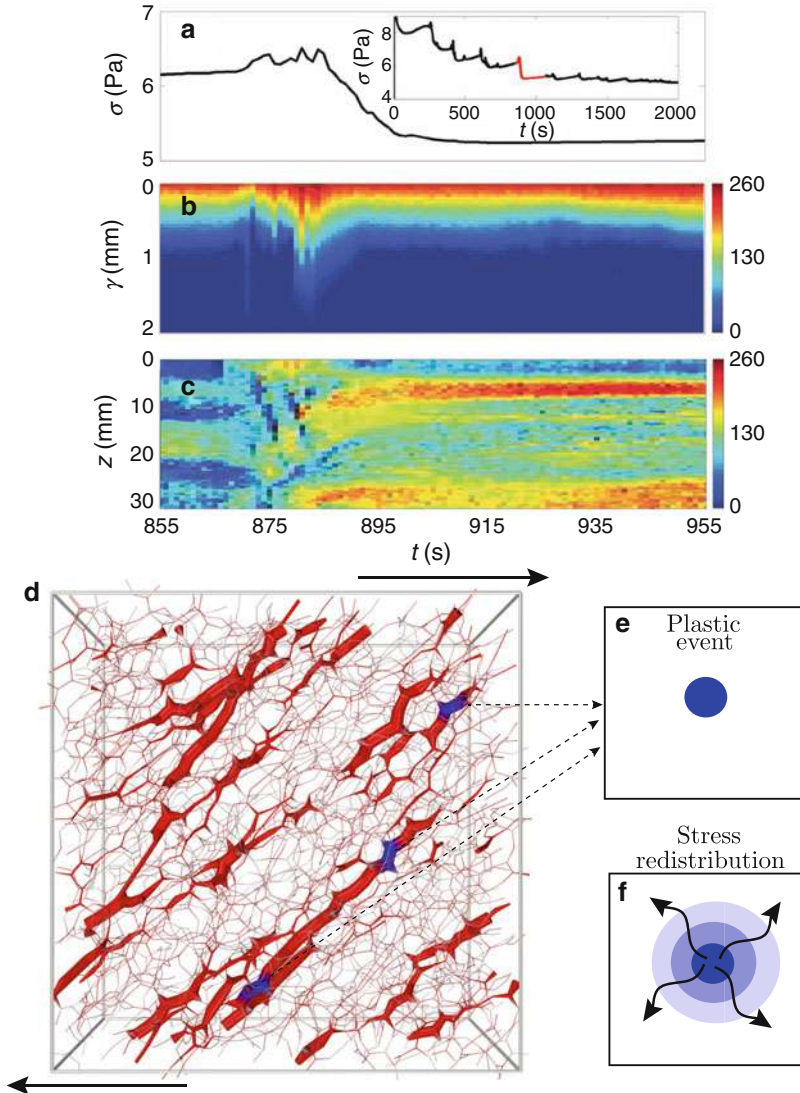 a
7
6
5
σ (Pa)
8
6
4
σ (Pa)
0 500 1000 1500 2000
t (s)
b
0
1
2
γ (mm)
260
130
0
c
0
10
20
30
z (mm)
260
130
0
855 875 895 915 935 955
t (s)
d
e
Plastic
event
Stress
redistribution
f